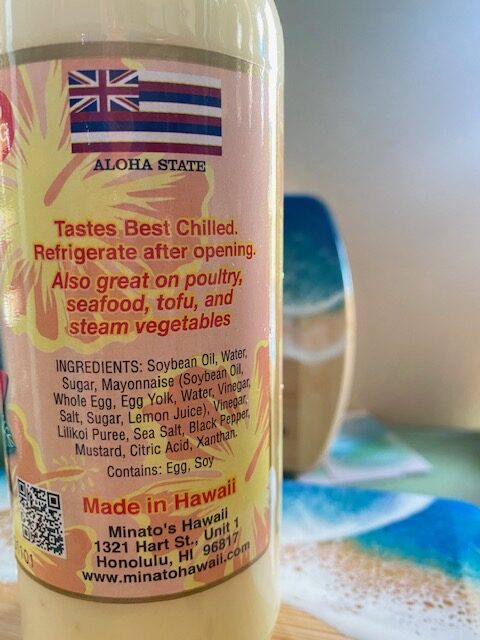 ALOHA STATE
Tastes Best Chilled.
Refrigerate after opening.
Also great on poultry,
seafood, tofu, and
steam vegetables
INGREDIENTS: Soybean Oil, Water,
Sugar, Mayonnaise (Soybean Oil,
Whole Egg, Egg Yolk, Water, Vinegar,
Salt, Sugar, Lemon Juice), Vinegar,
Lilikoi Puree, Sea Salt, Black Pepper,
Mustard, Citric Acid, Xanthan.
Contains: Egg, Soy
Made in Hawaii
Minato's Hawaii
1321 Hart St., Unit 1
Honolulu, HI 96817
www.minatohawaii.com